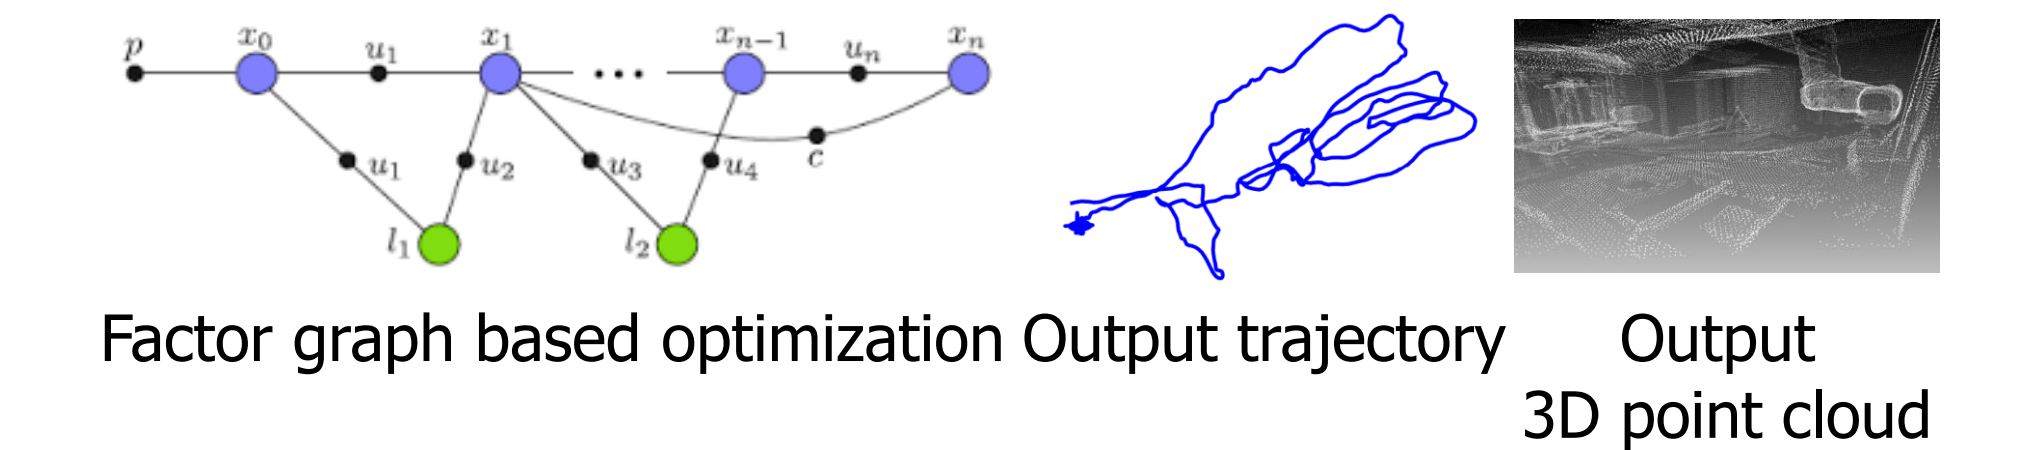 p x₀ u₁ x₁ ... xₙ₋₁ uₙ xₙ
u₁ u₂ u₃ u₄ c
l₁ l₂
Factor graph based optimization
Output trajectory
Output
3D point cloud